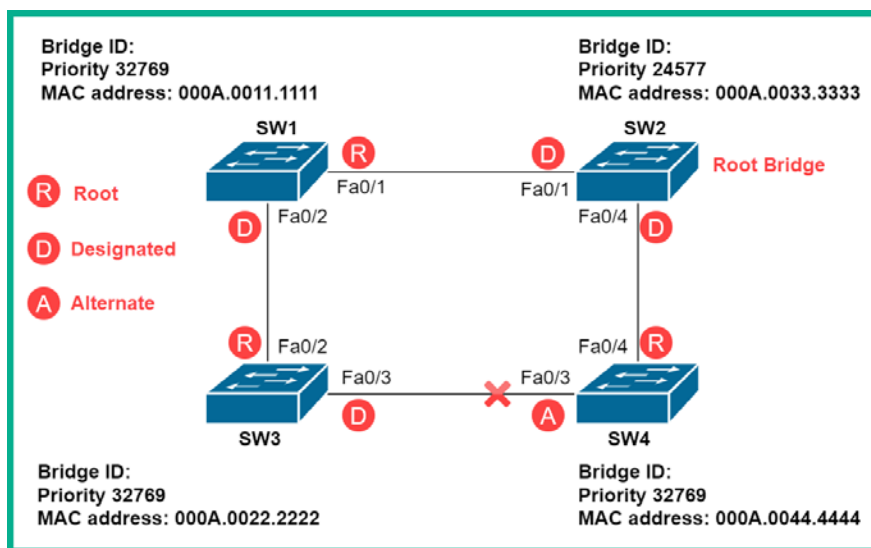 Bridge ID:
Priority 32769
MAC address: 000A.0011.1111
Bridge ID:
Priority 24577
MAC address: 000A.0033.3333
SW1
SW2
R
D
Root Bridge
Fa0/1
Fa0/1
R Root
D
Fa0/2
Fa0/4
D
D Designated
A Alternate
R
Fa0/2
Fa0/4
R
Fa0/3
Fa0/3
D
A
SW3
SW4
Bridge ID:
Priority 32769
MAC address: 000A.0022.2222
Bridge ID:
Priority 32769
MAC address: 000A.0044.4444